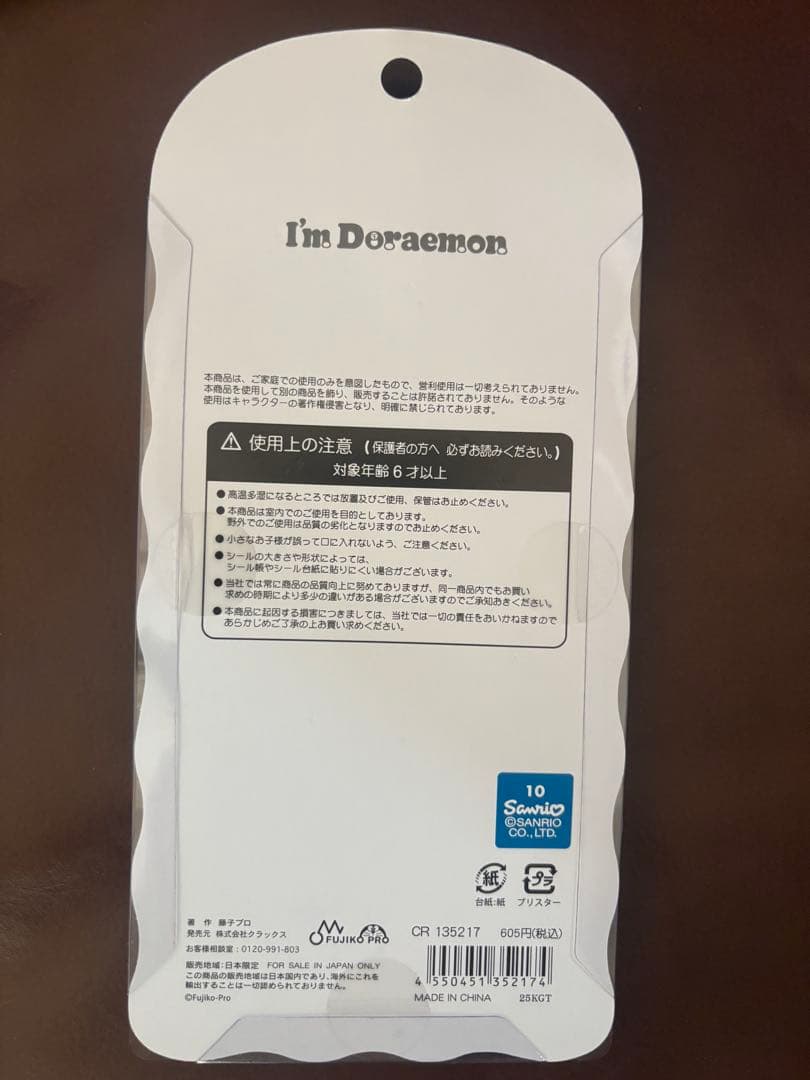 I'm Doraemon
本商品は、ご家庭での使用のみを意図したもので、営利使用は一切考えられておりません。
本商品を使用して別の商品を飾り、販売することは許諾されておりません。そのような
使用はキャラクターの著作権侵害となり、明確に禁じられております。
⚠ 使用上の注意 (保護者の方へ 必ずお読みください。)
対象年齢6才以上
●高温多湿になるところでは放置及びご使用、保管はお止めください。
●本商品は室内でのご使用を目的としております。
野外でのご使用は品質の劣化となりますのでお止めください。
●小さなお子様が誤って口に入れないよう、ご注意ください。
●シールの大きさや形状によっては、
シール帳やシール台紙に貼りにくい場合がございます。
●当社では常に商品の品質向上に努めておりますが、同一商品内でもお買い
求めの時期により多少の違いがある場合がございますのでご承知おきください。
●本商品に起因する損害につきましては、当社では一切の責任をおいかねますので
あらかじめご了承の上お買い求めください。
10
Sanrio
©SANRIO
CO., LTD.
紙 プラ
台紙:紙 ブリスター
著 作 藤子プロ
発売元 株式会社クラックス
お客様相談室:0120-991-803
FUJIKO PRO
CR 135217 605円(税込)
販売地域:日本限定 FOR SALE IN JAPAN ONLY
この商品の販売地域は日本国内であり、海外にこれを
輸出することは一切認められておりません。
©Fujiko-Pro
4 550451 352174
MADE IN CHINA 25KGT